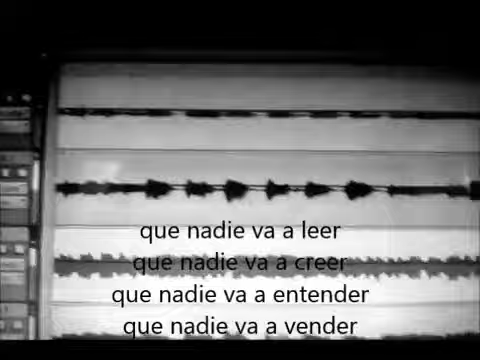 que nadie va a leer
que nadie va a creer
que nadie va a entender
que nadie va a vender